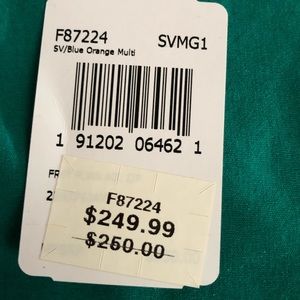 F87224 SVMG1
SV/Blue Orange Multi
1 91202 06462 1
F87224
$249.99
$250.00